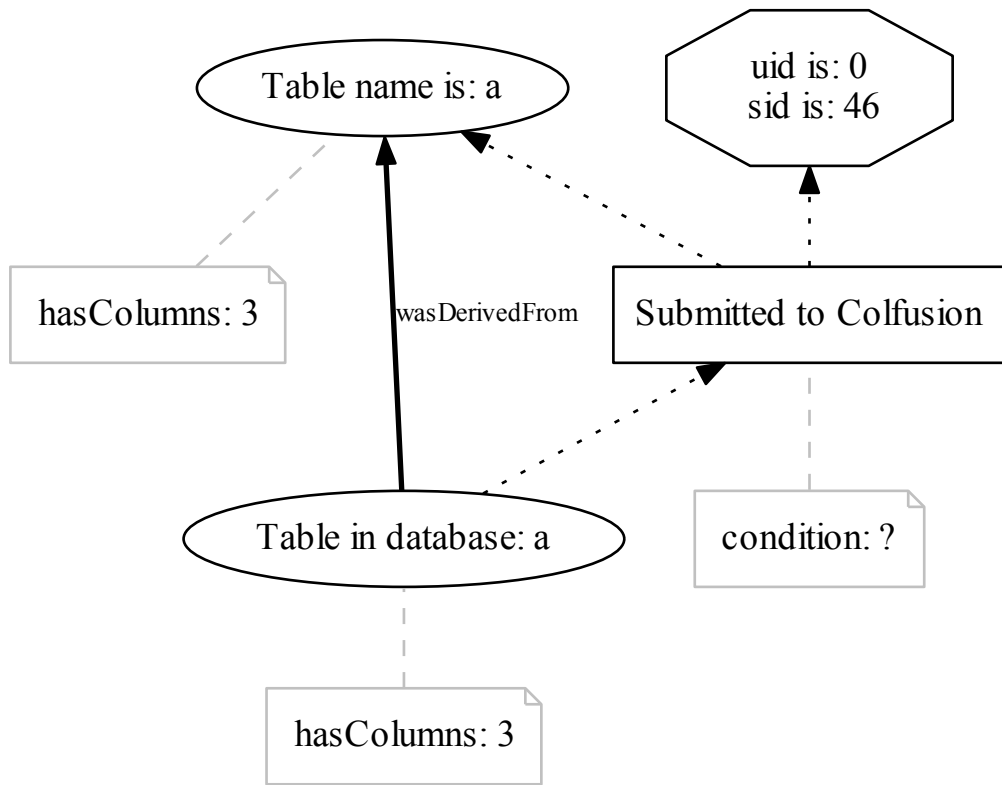 Table name is: a
uid is: 0
sid is: 46
hasColumns: 3
wasDerivedFrom
Submitted to Colfusion
Table in database: a
condition: ?
hasColumns: 3